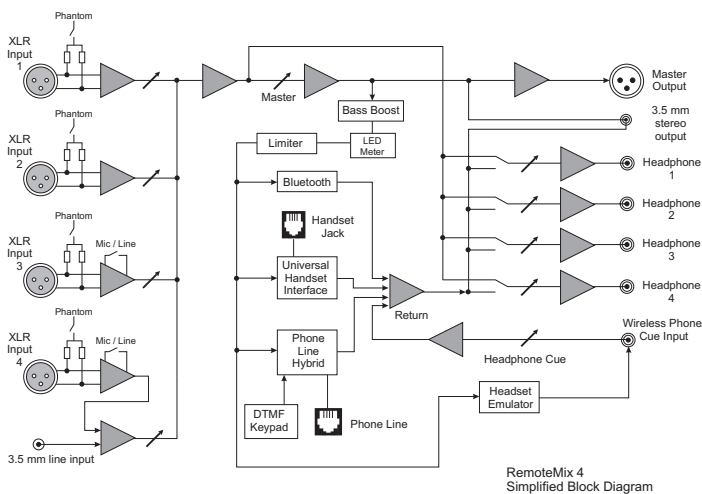 Phantom
XLR
Input
1
Phantom
XLR
Input
2
Phantom
XLR
Input
3
Mic / Line
Phantom
XLR
Input
4
Mic / Line
3.5 mm line input
Master
Bass Boost
LED
Meter
Limiter
Bluetooth
Handset
Jack
Universal
Handset
Interface
Return
Phone
Line
Hybrid
DTMF
Keypad
Phone Line
Headphone Cue
Headset
Emulator
Master
Output
3.5 mm
stereo
output
Headphone
1
Headphone
2
Headphone
3
Headphone
4
Wireless Phone
Cue Input
RemoteMix 4
Simplified Block Diagram